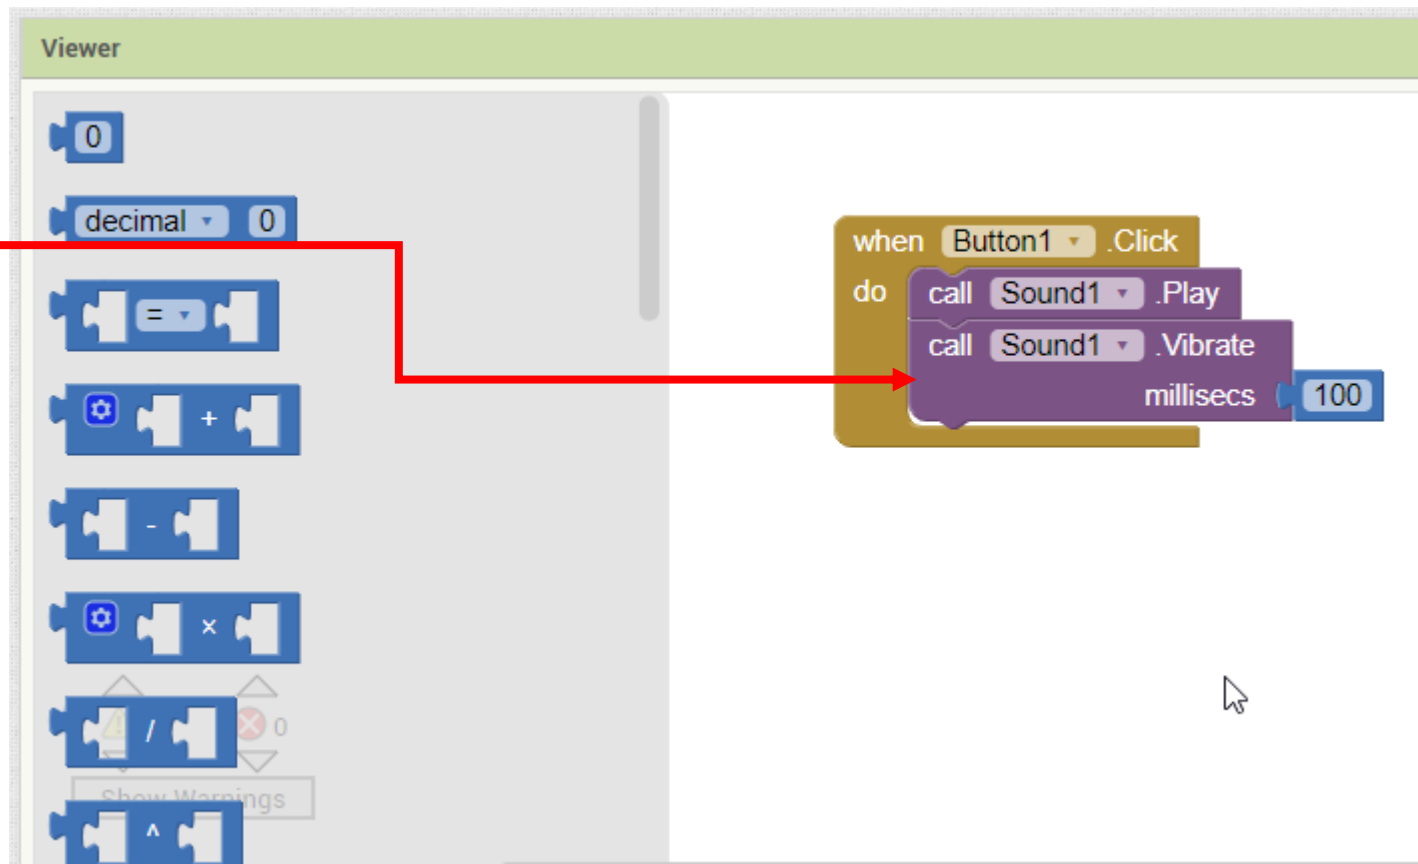 Viewer
0
decimal 0
=
+
-
×
/
0
Show Warnings
^
when Button1 .Click
do call Sound1 .Play
call Sound1 .Vibrate
millisecs 100